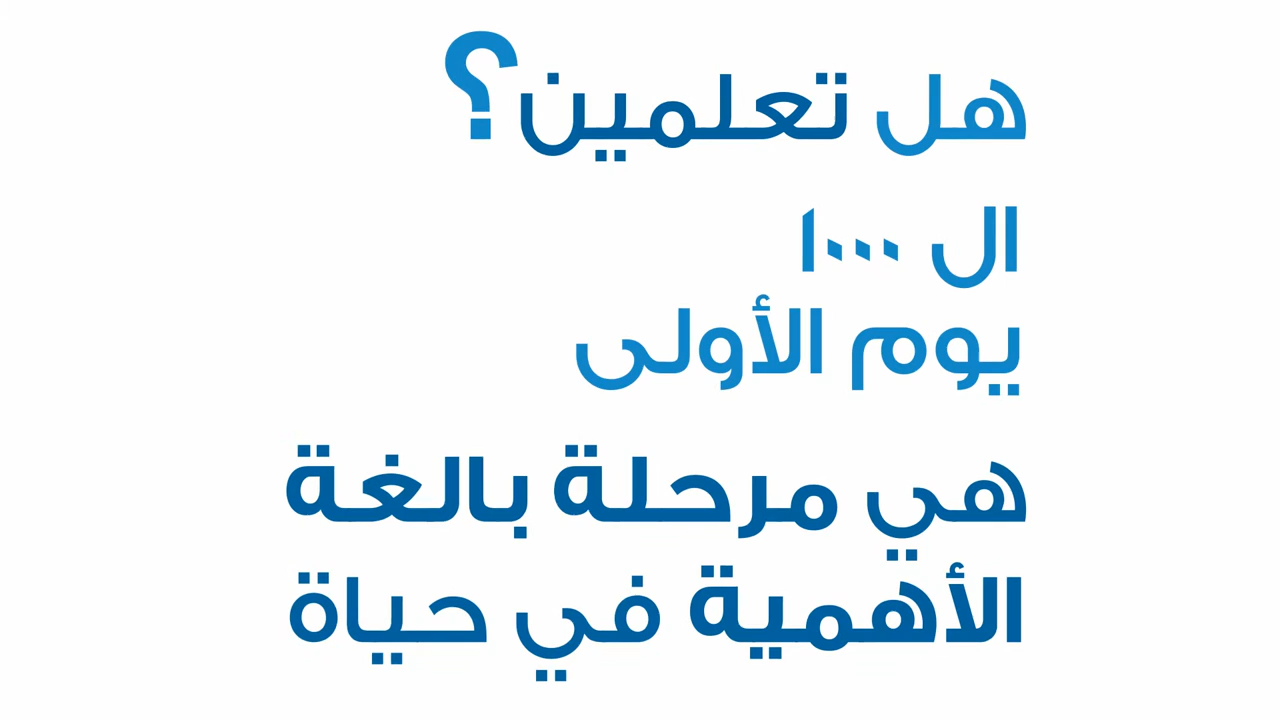 هل تعلمين؟
ال ١٠٠٠
يوم الأولى
هي مرحلة بالغة
الأهمية في حياة